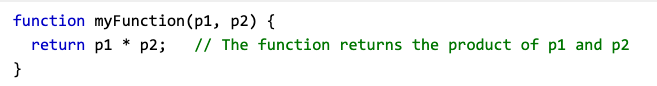 function myFunction(p1, p2) {
  return p1 * p2;   // The function returns the product of p1 and p2
}